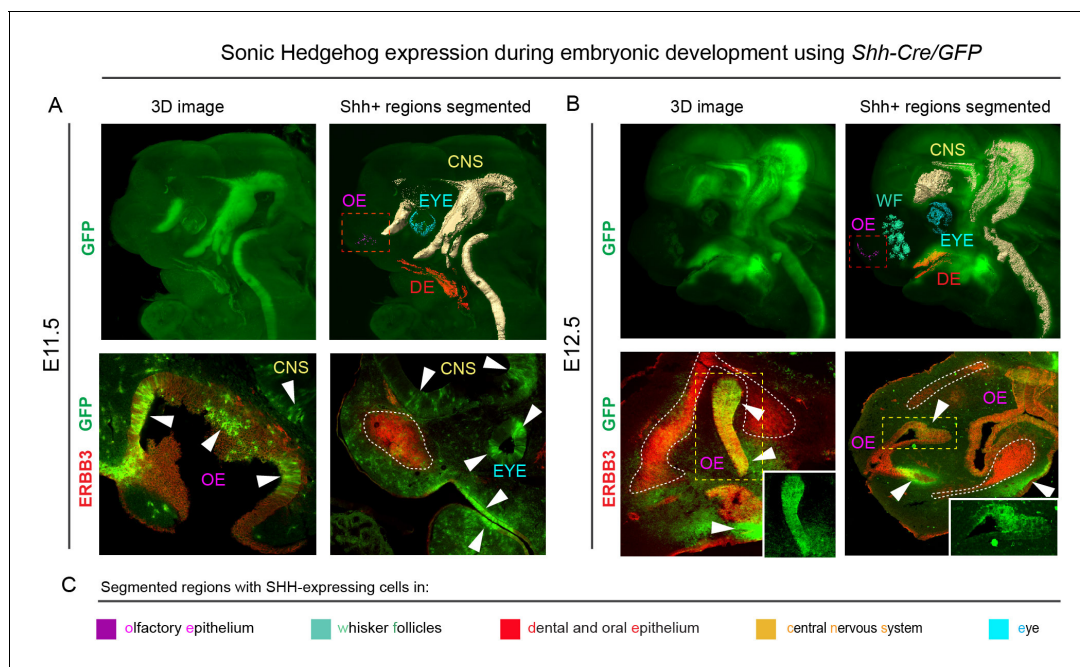 Sonic Hedgehog expression during embryonic development using Shh-Cre/GFP
A
3D image
Shh+ regions segmented
B
3D image
Shh+ regions segmented
E11.5
GFP
OE
EYE
CNS
DE
E12.5
GFP
CNS
WF
OE
EYE
DE
ERBB3 GFP
CNS
OE
CNS
EYE
ERBB3 GFP
OE
OE
OE
C
Segmented regions with SHH-expressing cells in:
olfactory epithelium
whisker follicles
dental and oral epithelium
central nervous system
eye